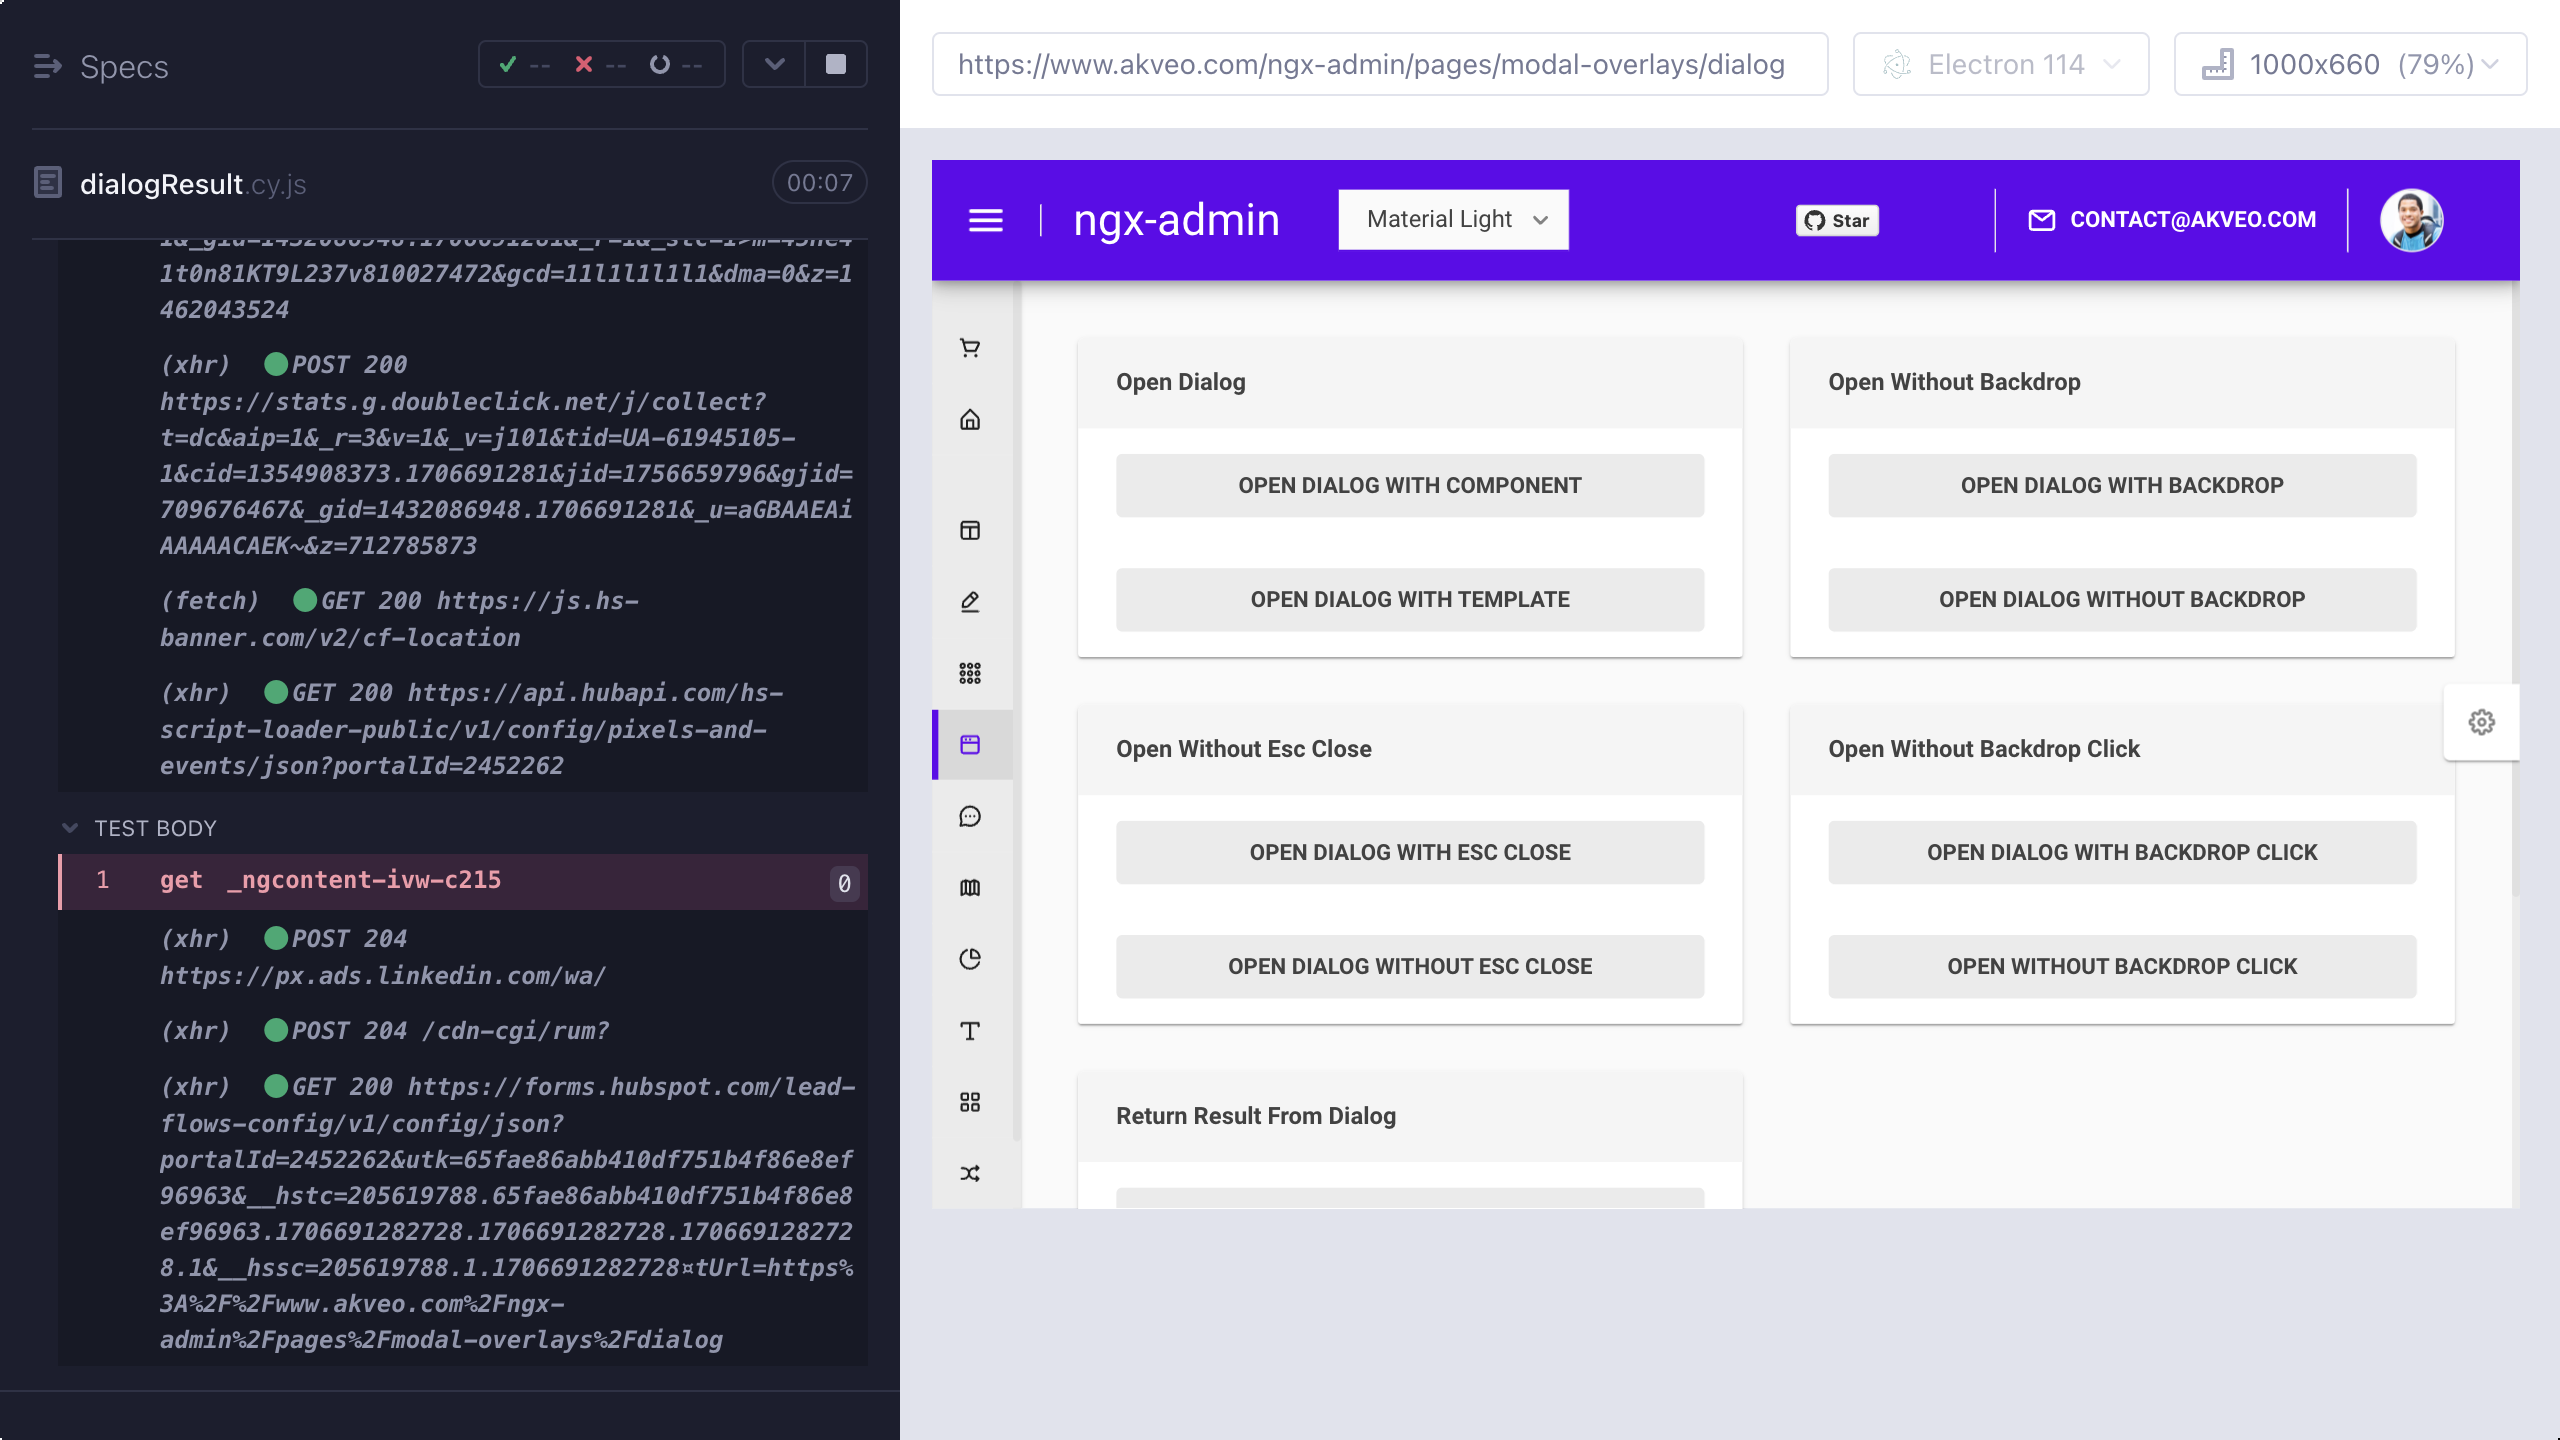 Specs
-- -- --
dialogResult.cy.js
00:07
1t0n81KT9L237v810027472&gcd=11l1l1l1l1&dma=0&z=1
462043524
(xhr) POST 200
https://stats.g.doubleclick.net/j/collect?
t=dc&aip=1&_r=3&v=1&_v=j101&tid=UA-61945105-
1&cid=1354908373.1706691281&jid=1756659796&gjid=
709676467&_gid=1432086948.1706691281&_u=aGBAAEAi
AAAAACAEK~&z=712785873
(fetch) GET 200 https://js.hs-
banner.com/v2/cf-location
(xhr) GET 200 https://api.hubapi.com/hs-
script-loader-public/v1/config/pixels-and-
events/json?portalId=2452262
TEST BODY
1 get _ngcontent-ivw-c215 0
(xhr) POST 204
https://px.ads.linkedin.com/wa/
(xhr) POST 204 /cdn-cgi/rum?
(xhr) GET 200 https://forms.hubspot.com/lead-
flows-config/v1/config/json?
portalId=2452262&utk=65fae86abb410df751b4f86e8ef
96963&__hstc=205619788.65fae86abb410df751b4f86e8
ef96963.1706691282728.1706691282728.170669128272
8.1&__hssc=205619788.1.1706691282728¤tUrl=https%
3A%2F%2Fwww.akveo.com%2Fngx-
admin%2Fpages%2Fmodal-overlays%2Fdialog
https://www.akveo.com/ngx-admin/pages/modal-overlays/dialog
Electron 114
1000x660 (79%)
ngx-admin
Material Light
Star
CONTACT@AKVEO.COM
Open Dialog
OPEN DIALOG WITH COMPONENT
OPEN DIALOG WITH TEMPLATE
Open Without Backdrop
OPEN DIALOG WITH BACKDROP
OPEN DIALOG WITHOUT BACKDROP
Open Without Esc Close
OPEN DIALOG WITH ESC CLOSE
OPEN DIALOG WITHOUT ESC CLOSE
Open Without Backdrop Click
OPEN DIALOG WITH BACKDROP CLICK
OPEN WITHOUT BACKDROP CLICK
Return Result From Dialog